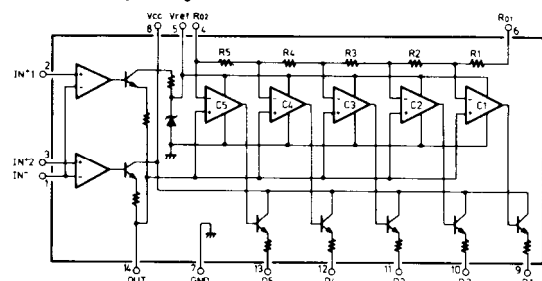 Vcc Vref RO2 RO1
8 5 4 6
R5 R4 R3 R2 R1
2
IN+1
C5 C4 C3 C2 C1
3
IN+2
IN-
1
14 7 13 12 11 10 9
OUT GND